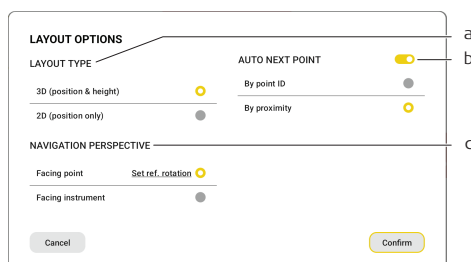 LAYOUT OPTIONS
LAYOUT TYPE
3D (position & height)
2D (position only)
AUTO NEXT POINT
By point ID
By proximity
NAVIGATION PERSPECTIVE
Facing point Set ref. rotation
Facing instrument
Cancel
Confirm
a
b